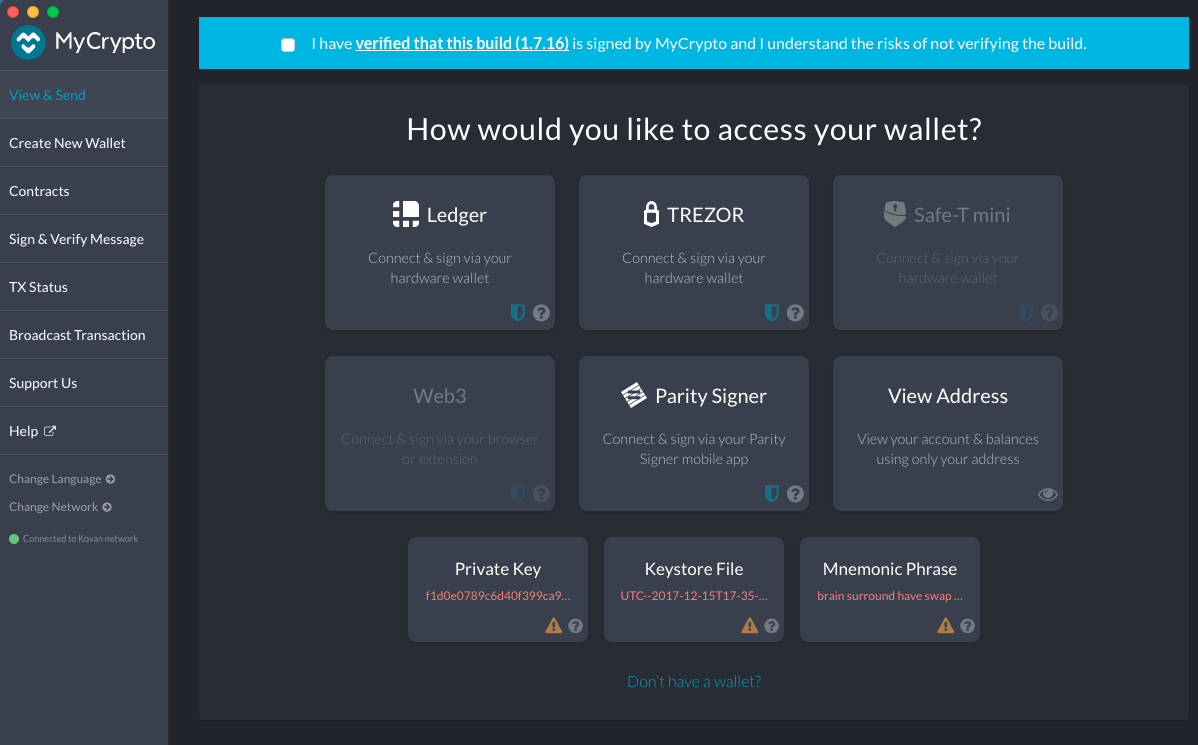 MyCrypto
View & Send
Create New Wallet
Contracts
Sign & Verify Message
TX Status
Broadcast Transaction
Support Us
Help
Change Language
Change Network
Connected to Kovan network
I have verified that this build (1.7.16) is signed by MyCrypto and I understand the risks of not verifying the build.
How would you like to access your wallet?
Ledger
Connect & sign via your
hardware wallet
?
TREZOR
Connect & sign via your
hardware wallet
?
Safe-T mini
Connect & sign via your
hardware wallet
?
Web3
Connect & sign via your browser
or extension
?
Parity Signer
Connect & sign via your Parity
Signer mobile app
?
View Address
View your account & balances
using only your address
Private Key
f1d0e0789c6d40f399ca9...
?
Keystore File
UTC--2017-12-15T17-35-...
?
Mnemonic Phrase
brain surround have swap ...
?
Don't have a wallet?